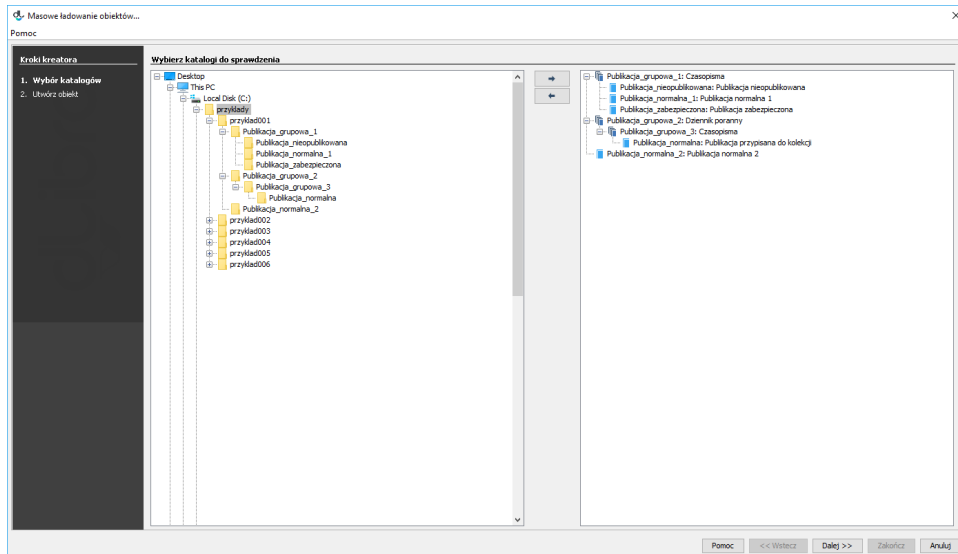 Masowe ładowanie obiektów...
Pomoc
Kroki kreatora
1. Wybór katalogów
2. Utwórz obiekt
Wybierz katalogi do sprawdzenia
Desktop
This PC
Local Disk (C:)
przyklady
przyklad001
Publikacja_grupowa_1
Publikacja_nieopublikowana
Publikacja_normalna_1
Publikacja_zabezpieczona
Publikacja_grupowa_2
Publikacja_grupowa_3
Publikacja_normalna
Publikacja_normalna_2
przyklad002
przyklad003
przyklad004
przyklad005
przyklad006
Publikacja_grupowa_1: Czasopisma
Publikacja_nieopublikowana: Publikacja nieopublikowana
Publikacja_normalna_1: Publikacja normalna 1
Publikacja_zabezpieczona: Publikacja zabezpieczona
Publikacja_grupowa_2: Dziennik poranny
Publikacja_grupowa_3: Czasopisma
Publikacja_normalna: Publikacja przypisana do kolekcji
Publikacja_normalna_2: Publikacja normalna 2
Pomoc
<< Wstecz
Dalej >>
Zakończ
Anuluj